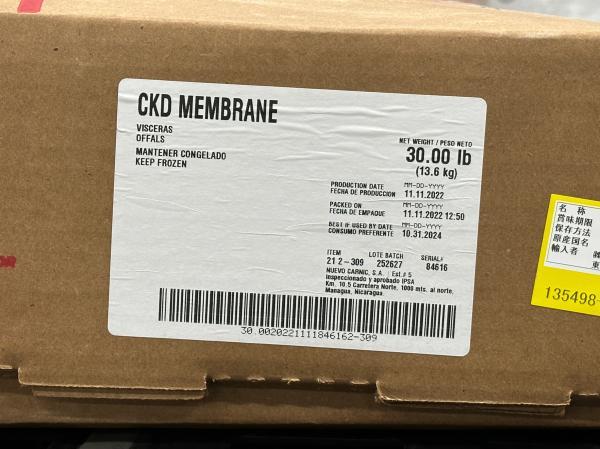 CKD MEMBRANE
VISCERAS
OFFALS
MANTENER CONGELADO
KEEP FROZEN
NET WEIGHT / PESO NETO
30.00 lb
(13.6 kg)
PRODUCTION DATE MM-DD-YYYY
FECHA DE PRODUCCION 11.11.2022
PACKED ON MM-DD-YYYY
FECHA DE EMPAQUE 11.11.2022 12:50
BEST IF USED BY DATE MM-DD-YYYY
CONSUMO PREFERENTE 10.31.2024
ITEM LOTE BATCH SERIAL#
21 2-309 252627 84616
NUEVO CARNIC, S.A. Est.# 5
Inspeccionado y aprobado IPSA
Km. 10.5 Carretera Norte, 1000 mts. al norte,
Managua, Nicaragua.
30.0020221111846162-309
名 称
賞味期限
保存方法
原産国名
輸入者
東
135498-